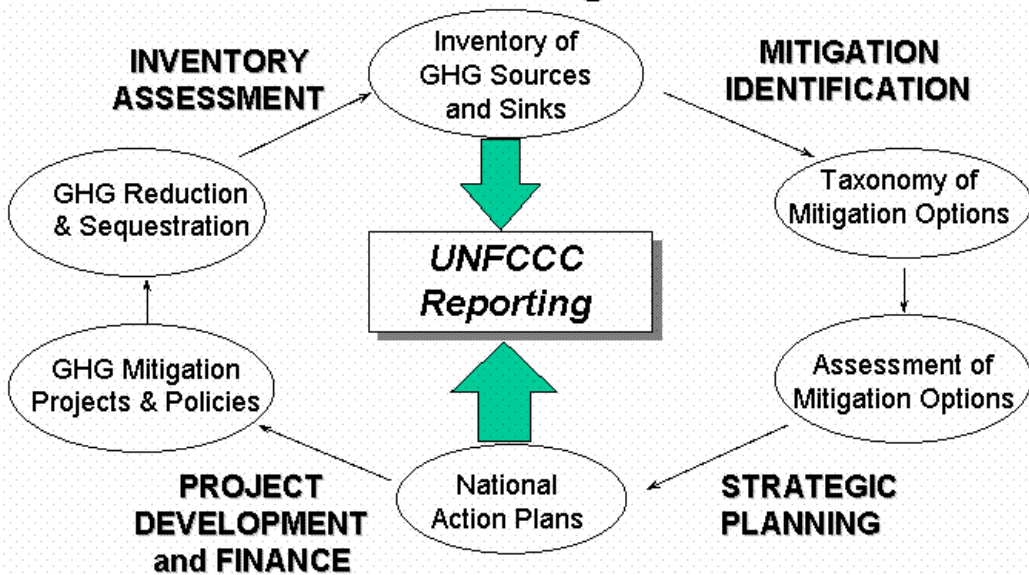 INVENTORY
ASSESSMENT
Inventory of
GHG Sources
and Sinks
MITIGATION
IDENTIFICATION
GHG Reduction
& Sequestration
Taxonomy of
Mitigation Options
UNFCCC
Reporting
GHG Mitigation
Projects & Policies
Assessment of
Mitigation Options
PROJECT
DEVELOPMENT
and FINANCE
National
Action Plans
STRATEGIC
PLANNING